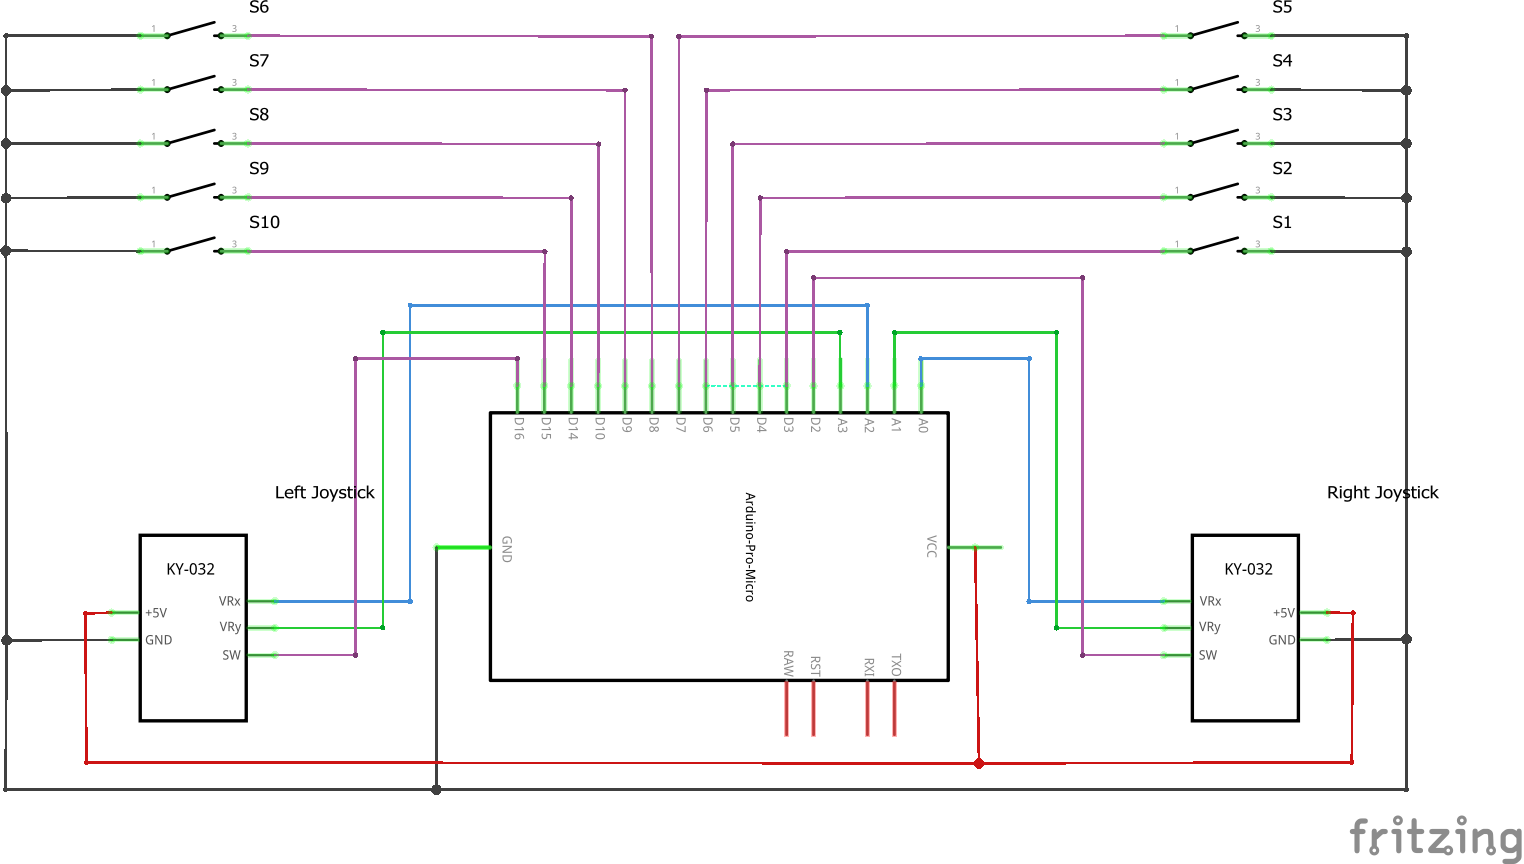 S6
1 3
S7
1 3
S8
1 3
S9
1 3
S10
1 3
S5
1 3
S4
1 3
S3
1 3
S2
1 3
S1
1 3
D16 D15 D14 D10 D9 D8 D7 D6 D5 D4 D3 D2 A3 A2 A1 A0
Left Joystick
Right Joystick
GND
Arduino-Pro-Micro
VCC
RAW RST RXI TXO
KY-032
+5V
GND
VRx
VRy
SW
KY-032
VRx
VRy
SW
+5V
GND
fritzing